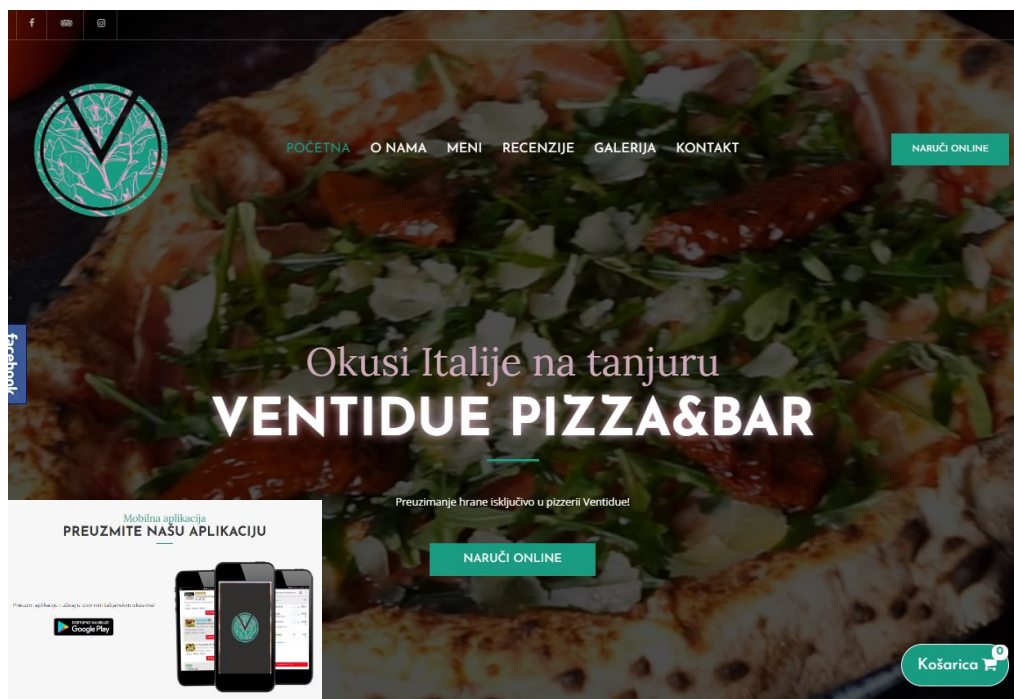 POČETNA O NAMA MENI RECENZIJE GALERIJA KONTAKT
NARUČI ONLINE
facebook
Okusi Italije na tanjuru
VENTIDUE PIZZA&BAR
Preuzimanje hrane isključivo u pizzerii Ventidue!
NARUČI ONLINE
Mobilna aplikacija
PREUZMITE NAŠU APLIKACIJU
Google Play
Košarica 0